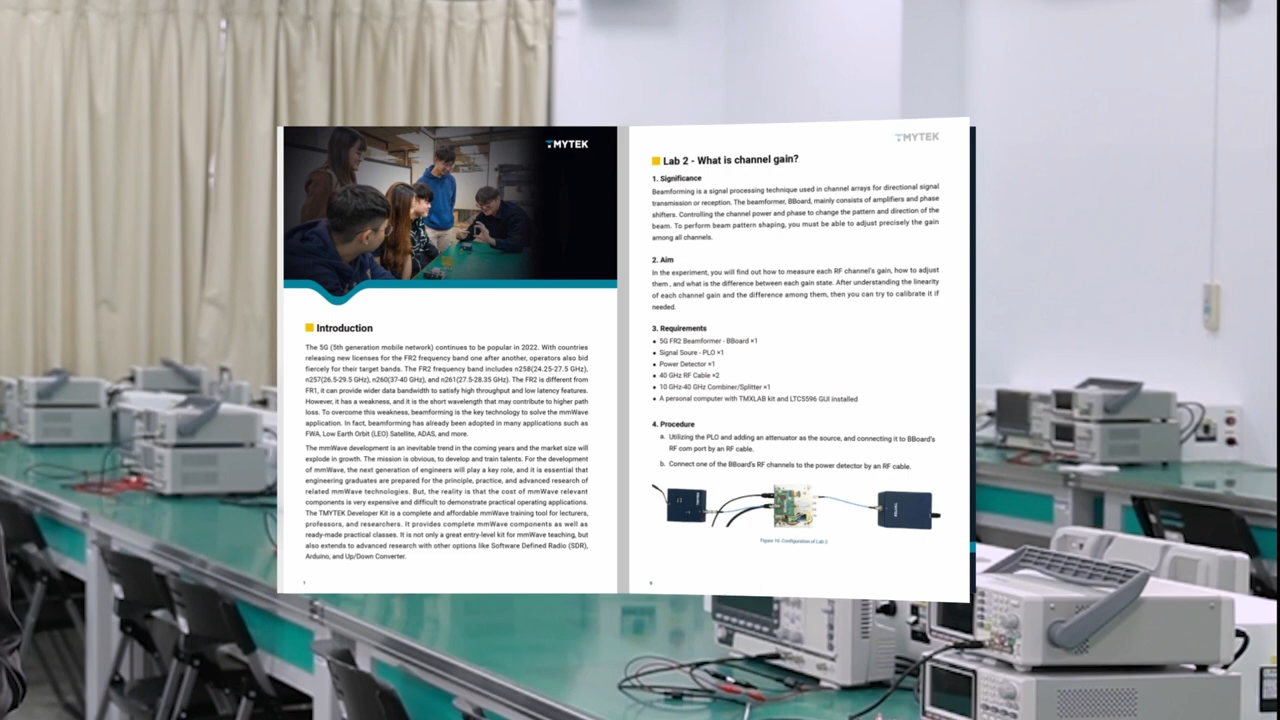 TMYTEK
Introduction
The 5G (5th generation mobile network) continues to be popular in 2022. With countries
releasing new licenses for the FR2 frequency band one after another, operators also bid
fiercely for their target bands. The FR2 frequency band includes n258(24.25-27.5 GHz),
n257(26.5-29.5 GHz), n260(37-40 GHz), and n261(27.5-28.35 GHz). The FR2 is different from
FR1, it can provide wider data bandwidth to satisfy high throughput and low latency features.
However, it has a weakness, and it is the short wavelength that may contribute to higher path
loss. To overcome this weakness, beamforming is the key technology to solve the mmWave
application. In fact, beamforming has already been adopted in many applications such as
FWA, Low Earth Orbit (LEO) Satellite, ADAS, and more.
The mmWave development is an inevitable trend in the coming years and the market size will
explode in growth. The mission is obvious, to develop and train talents. For the development
of mmWave, the next generation of engineers will play a key role, and it is essential that
engineering graduates are prepared for the principle, practice, and advanced research of
related mmWave technologies. But, the reality is that the cost of mmWave relevant
components is very expensive and difficult to demonstrate practical operating applications.
The TMYTEK Developer Kit is a complete and affordable mmWave training tool for lecturers,
professors, and researchers. It provides complete mmWave components as well as
ready-made practical classes. It is not only a great entry-level kit for mmWave teaching, but
also extends to advanced research with other options like Software Defined Radio (SDR),
Arduino, and Up/Down Converter.
1
TMYTEK
Lab 2 - What is channel gain?
1. Significance
Beamforming is a signal processing technique used in channel arrays for directional signal
transmission or reception. The beamformer, BBoard, mainly consists of amplifiers and phase
shifters. Controlling the channel power and phase to change the pattern and direction of the
beam. To perform beam pattern shaping, you must be able to adjust precisely the gain
among all channels.
2. Aim
In the experiment, you will find out how to measure each RF channel's gain, how to adjust
them , and what is the difference between each gain state. After understanding the linearity
of each channel gain and the difference among them, then you can try to calibrate it if
needed.
3. Requirements
• 5G FR2 Beamformer - BBoard ×1
• Signal Soure - PLO ×1
• Power Detector ×1
• 40 GHz RF Cable ×2
• 10 GHz-40 GHz Combiner/Splitter ×1
• A personal computer with TMXLAB kit and LTC5596 GUI installed
4. Procedure
a. Utilizing the PLO and adding an attenuator as the source, and connecting it to BBoard's
RF com port by an RF cable.
b. Connect one of the BBoard's RF channels to the power detector by an RF cable.
Figure 10. Configuration of Lab 2